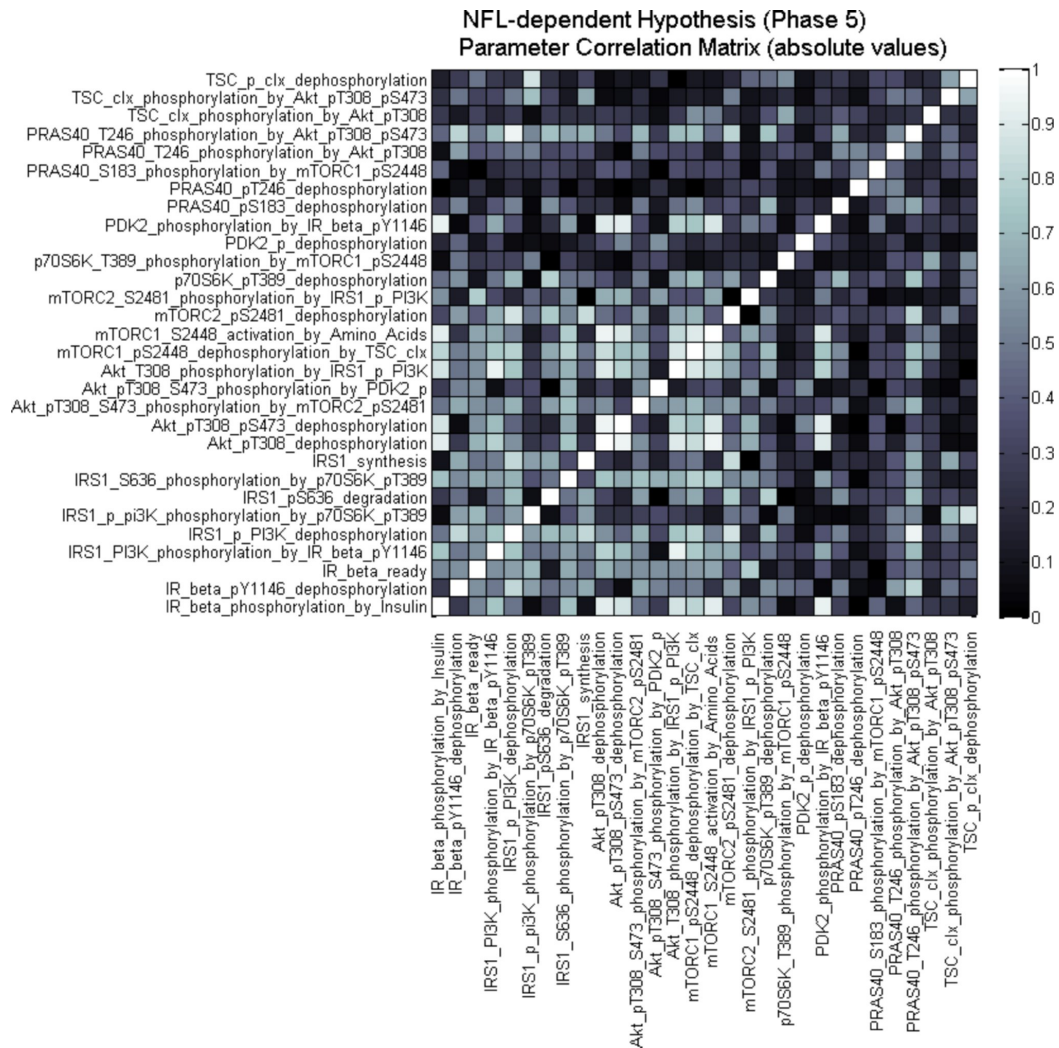 NFL-dependent Hypothesis (Phase 5)
Parameter Correlation Matrix (absolute values)
TSC_p_clx_dephosphorylation
TSC_clx_phosphorylation_by_Akt_pT308_pS473
TSC_clx_phosphorylation_by_Akt_pT308
PRAS40_T246_phosphorylation_by_Akt_pT308_pS473
PRAS40_T246_phosphorylation_by_Akt_pT308
PRAS40_S183_phosphorylation_by_mTORC1_pS2448
PRAS40_pT246_dephosphorylation
PRAS40_pS183_dephosphorylation
PDK2_phosphorylation_by_IR_beta_pY1146
PDK2_p_dephosphorylation
p70S6K_T389_phosphorylation_by_mTORC1_pS2448
p70S6K_pT389_dephosphorylation
mTORC2_S2481_phosphorylation_by_IRS1_p_PI3K
mTORC2_pS2481_dephosphorylation
mTORC1_S2448_activation_by_Amino_Acids
mTORC1_pS2448_dephosphorylation_by_TSC_clx
Akt_T308_phosphorylation_by_IRS1_p_PI3K
Akt_pT308_S473_phosphorylation_by_PDK2_p
Akt_pT308_S473_phosphorylation_by_mTORC2_pS2481
Akt_pT308_pS473_dephosphorylation
Akt_pT308_dephosphorylation
IRS1_synthesis
IRS1_S636_phosphorylation_by_p70S6K_pT389
IRS1_pS636_degradation
IRS1_p_pi3K_phosphorylation_by_p70S6K_pT389
IRS1_p_PI3K_dephosphorylation
IRS1_PI3K_phosphorylation_by_IR_beta_pY1146
IR_beta_ready
IR_beta_pY1146_dephosphorylation
IR_beta_phosphorylation_by_Insulin
1
0.9
0.8
0.7
0.6
0.5
0.4
0.3
0.2
0.1
0
IR_beta_phosphorylation_by_Insulin
IR_beta_pY1146_dephosphorylation
IR_beta_ready
IRS1_PI3K_phosphorylation_by_IR_beta_pY1146
IRS1_p_PI3K_dephosphorylation
IRS1_p_pi3K_phosphorylation_by_p70S6K_pT389
IRS1_pS636_degradation
IRS1_S636_phosphorylation_by_p70S6K_pT389
IRS1_synthesis
Akt_pT308_dephosphorylation
Akt_pT308_pS473_dephosphorylation
Akt_pT308_S473_phosphorylation_by_mTORC2_pS2481
Akt_pT308_S473_phosphorylation_by_PDK2_p
Akt_T308_phosphorylation_by_IRS1_p_PI3K
mTORC1_pS2448_dephosphorylation_by_TSC_clx
mTORC1_S2448_activation_by_Amino_Acids
mTORC2_pS2481_dephosphorylation
mTORC2_S2481_phosphorylation_by_IRS1_p_PI3K
p70S6K_pT389_dephosphorylation
p70S6K_T389_phosphorylation_by_mTORC1_pS2448
PDK2_p_dephosphorylation
PDK2_phosphorylation_by_IR_beta_pY1146
PRAS40_pS183_dephosphorylation
PRAS40_pT246_dephosphorylation
PRAS40_S183_phosphorylation_by_mTORC1_pS2448
PRAS40_T246_phosphorylation_by_Akt_pT308
PRAS40_T246_phosphorylation_by_Akt_pT308_pS473
TSC_clx_phosphorylation_by_Akt_pT308
TSC_clx_phosphorylation_by_Akt_pT308_pS473
TSC_p_clx_dephosphorylation